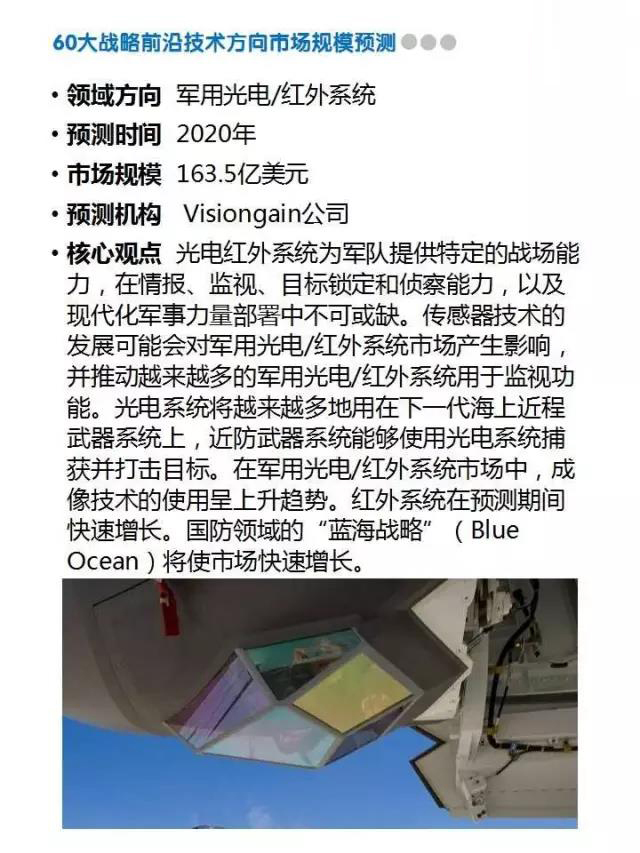 60大战略前沿技术方向市场规模预测
• 领域方向 军用光电/红外系统
• 预测时间 2020年
• 市场规模 163.5亿美元
• 预测机构 Visiongain公司
• 核心观点 光电红外系统为军队提供特定的战场能
力，在情报、监视、目标锁定和侦察能力，以及
现代化军事力量部署中不可或缺。传感器技术的
发展可能会对军用光电/红外系统市场产生影响，
并推动越来越多的军用光电/红外系统用于监视功
能。光电系统将越来越多地用在下一代海上近程
武器系统上，近防武器系统能够使用光电系统捕
获并打击目标。在军用光电/红外系统市场中，成
像技术的使用呈上升趋势。红外系统在预测期间
快速增长。国防领域的“蓝海战略”（Blue
Ocean）将使市场快速增长。